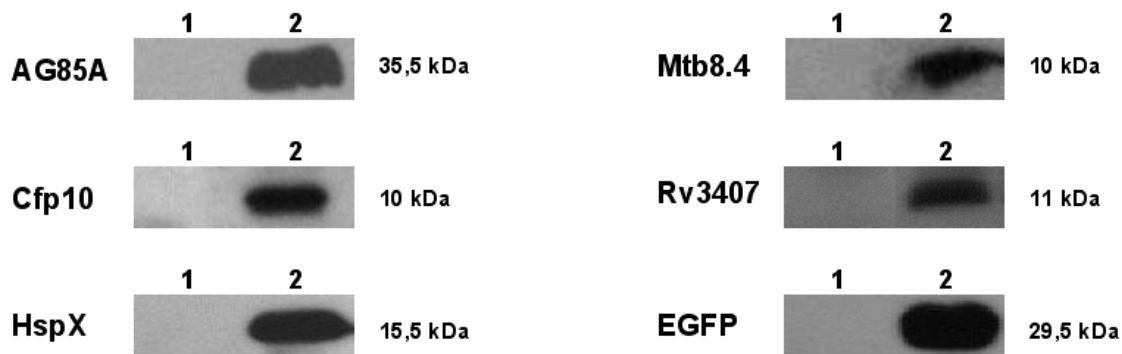 1 2
AG85A 35,5 kDa
1 2
Cfp10 10 kDa
1 2
HspX 15,5 kDa
1 2
Mtb8.4 10 kDa
1 2
Rv3407 11 kDa
1 2
EGFP 29,5 kDa